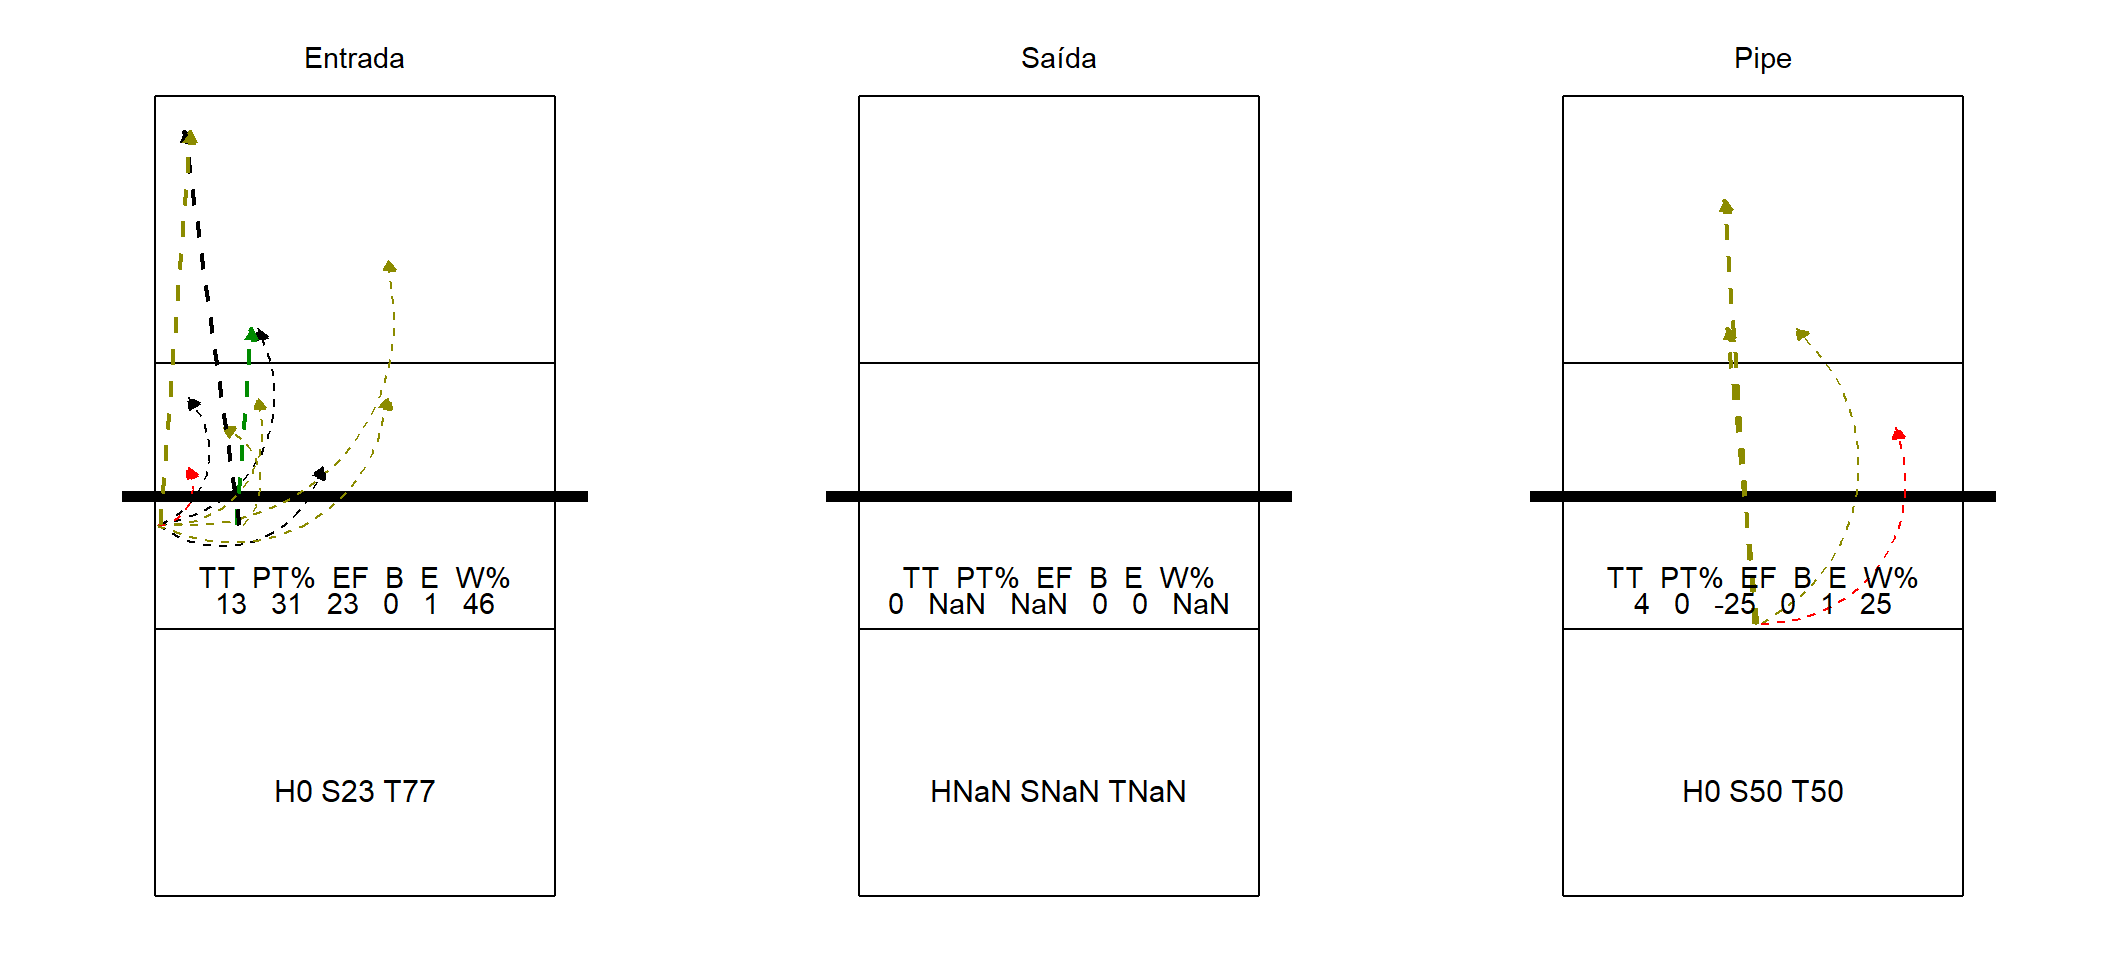 Entrada
TT PT% EF B E W%
13 31 23 0 1 46
H0 S23 T77
Saída
TT PT% EF B E W%
0 NaN NaN 0 0 NaN
HNaN SNaN TNaN
Pipe
TT PT% EF B E W%
4 0 -25 0 1 25
H0 S50 T50